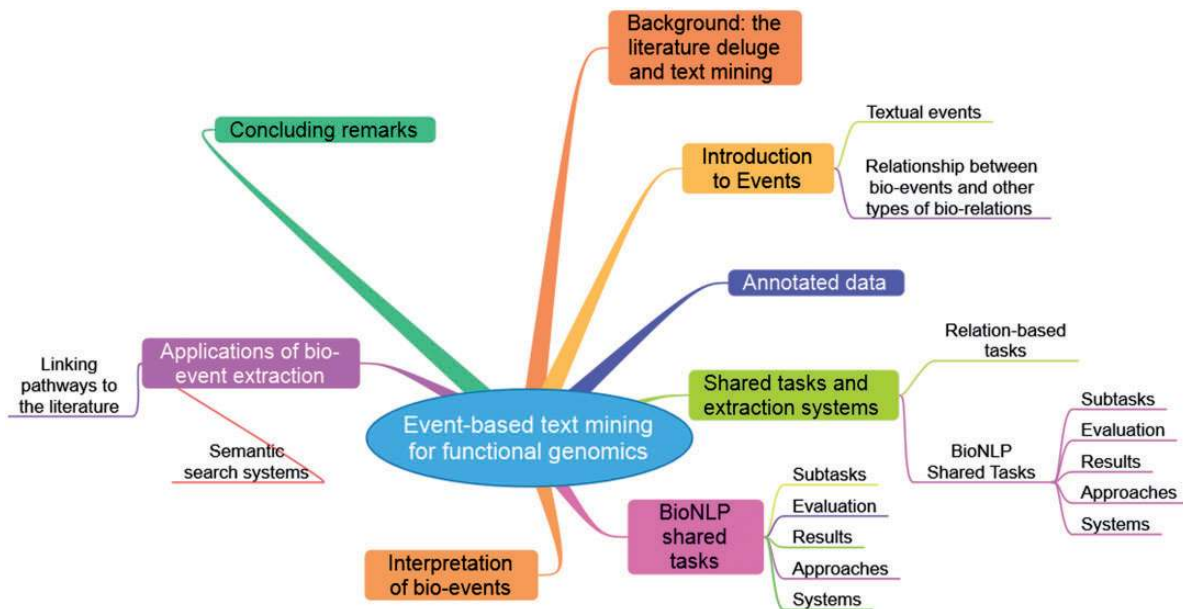 Background: the
literature deluge
and text mining
Concluding remarks
Textual events
Introduction
to Events
Relationship between
bio-events and other
types of bio-relations
Annotated data
Relation-based
tasks
Applications of bio-
event extraction
Linking
pathways to
the literature
Shared tasks and
extraction systems
Event-based text mining
for functional genomics
Semantic
search systems
BioNLP
Shared Tasks
Subtasks
Evaluation
Results
Approaches
Systems
BioNLP
shared
tasks
Subtasks
Evaluation
Results
Approaches
Systems
Interpretation
of bio-events